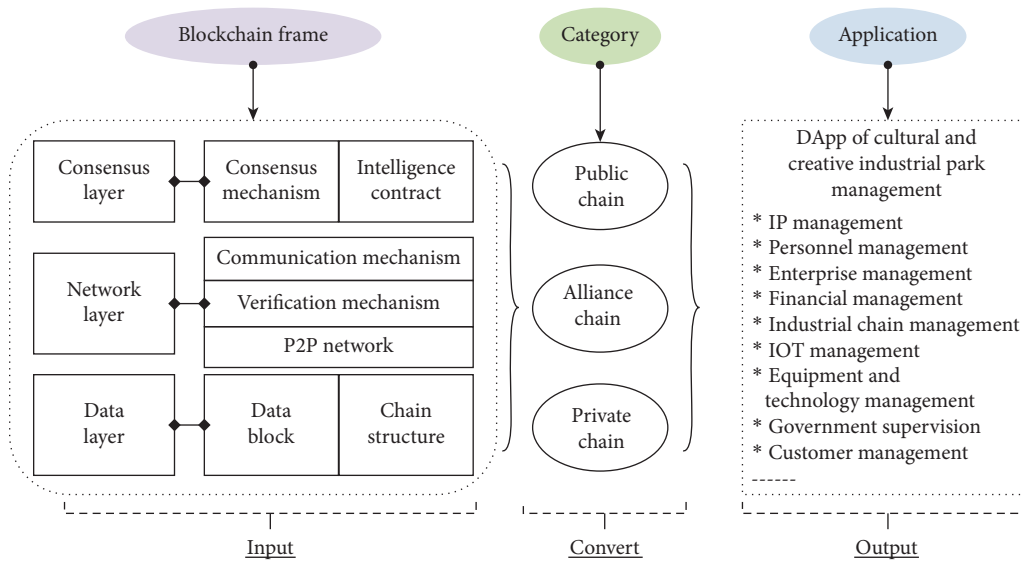 Blockchain frame
Category
Application
Consensus
layer
Consensus
mechanism
Intelligence
contract
Network
layer
Communication mechanism
Verification mechanism
P2P network
Data
layer
Data
block
Chain
structure
Public
chain
Alliance
chain
Private
chain
DApp of cultural and
creative industrial park
management
* IP management
* Personnel management
* Enterprise management
* Financial management
* Industrial chain management
* IOT management
* Equipment and
technology management
* Government supervision
* Customer management
------
Input
Convert
Output